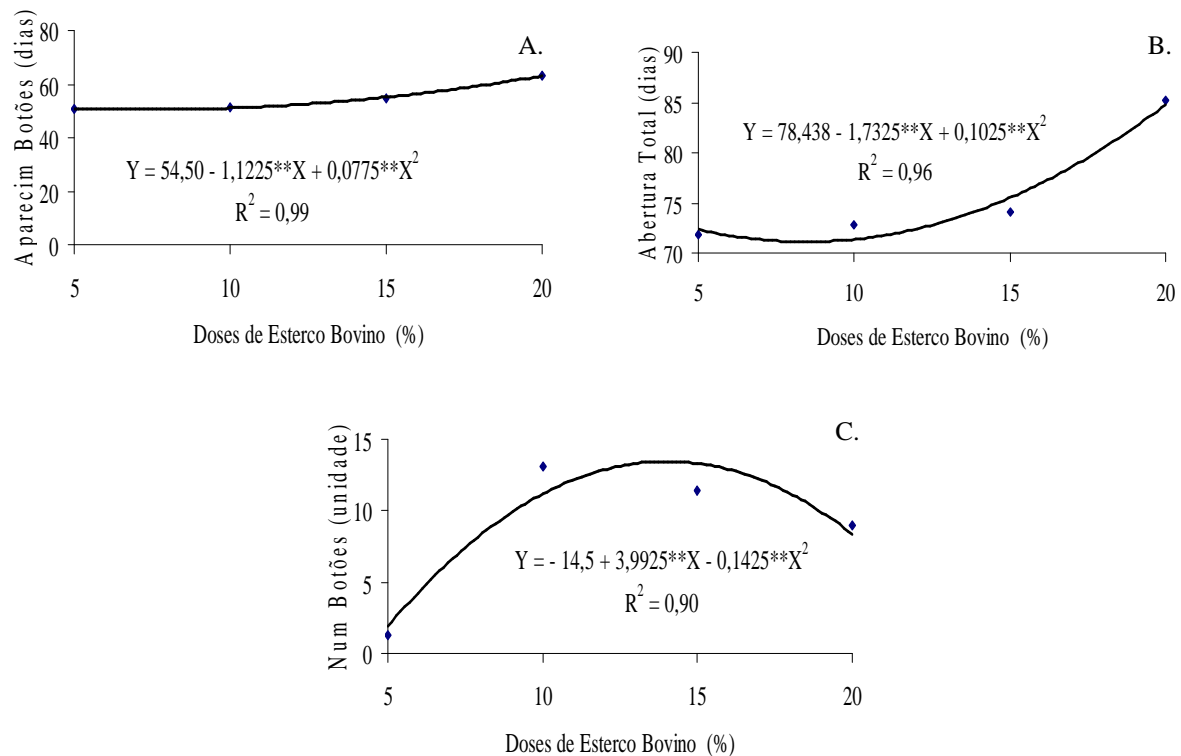 A.
Aparecim Botões (dias)
80
60
40
20
0
Y = 54,50 - 1,1225**X + 0,0775**X²
R² = 0,99
5 10 15 20
Doses de Esterco Bovino (%)
B.
Abertura Total (dias)
90
85
80
75
70
Y = 78,438 - 1,7325**X + 0,1025**X²
R² = 0,96
5 10 15 20
Doses de Esterco Bovino (%)
C.
Num Botões (unidade)
15
10
5
0
Y = - 14,5 + 3,9925**X - 0,1425**X²
R² = 0,90
5 10 15 20
Doses de Esterco Bovino (%)